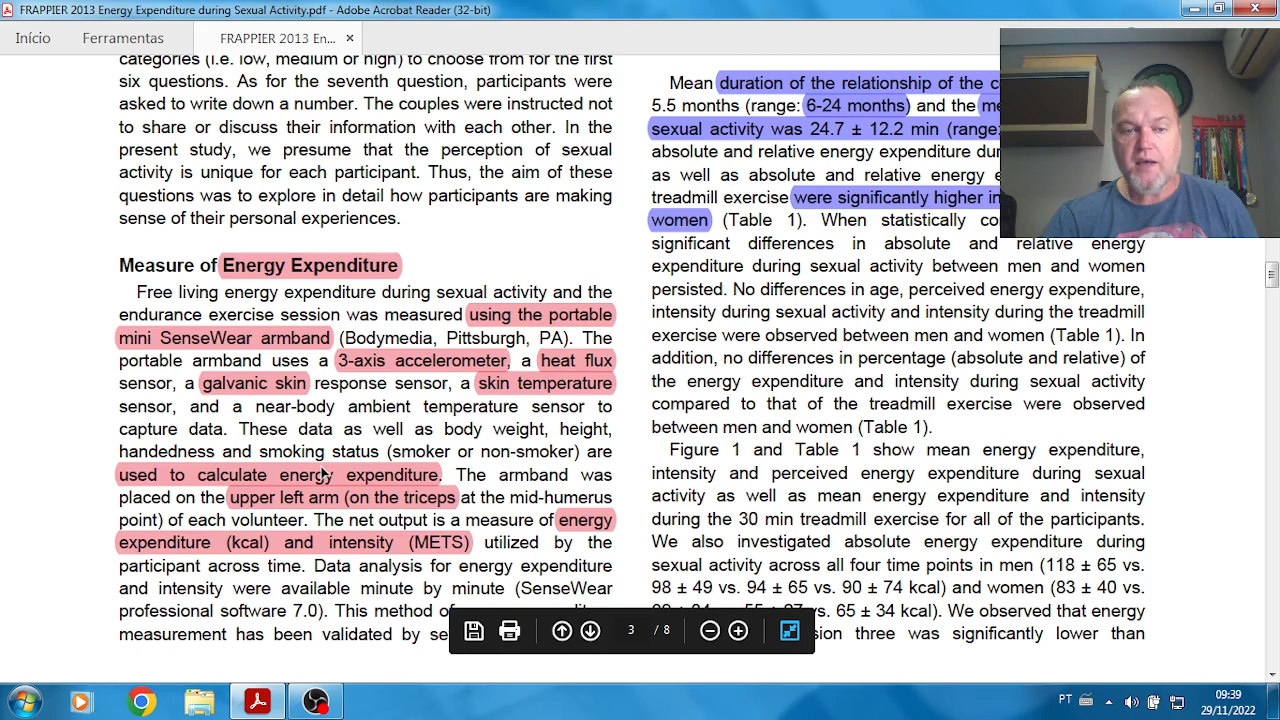 FRAPPIER 2013 Energy Expenditure during Sexual Activity.pdf - Adobe Acrobat Reader (32-bit)
Início Ferramentas FRAPPIER 2013 En... ×
categories (i.e. low, medium or high) to choose from for the first
six questions. As for the seventh question, participants were
asked to write down a number. The couples were instructed not
to share or discuss their information with each other. In the
present study, we presume that the perception of sexual
activity is unique for each participant. Thus, the aim of these
questions was to explore in detail how participants are making
sense of their personal experiences.
Measure of Energy Expenditure
Free living energy expenditure during sexual activity and the
endurance exercise session was measured using the portable
mini SenseWear armband (Bodymedia, Pittsburgh, PA). The
portable armband uses a 3-axis accelerometer, a heat flux
sensor, a galvanic skin response sensor, a skin temperature
sensor, and a near-body ambient temperature sensor to
capture data. These data as well as body weight, height,
handedness and smoking status (smoker or non-smoker) are
used to calculate energy expenditure. The armband was
placed on the upper left arm (on the triceps at the mid-humerus
point) of each volunteer. The net output is a measure of energy
expenditure (kcal) and intensity (METS) utilized by the
participant across time. Data analysis for energy expenditure
and intensity were available minute by minute (SenseWear
professional software 7.0). This method of
measurement has been validated by
Mean duration of the relationship of the
5.5 months (range: 6-24 months) and the
sexual activity was 24.7 ± 12.2 min (range:
absolute and relative energy expenditure
as well as absolute and relative energy
treadmill exercise were significantly higher in
women (Table 1). When statistically
significant differences in absolute and relative energy
expenditure during sexual activity between men and women
persisted. No differences in age, perceived energy expenditure,
intensity during sexual activity and intensity during the treadmill
exercise were observed between men and women (Table 1). In
addition, no differences in percentage (absolute and relative) of
the energy expenditure and intensity during sexual activity
compared to that of the treadmill exercise were observed
between men and women (Table 1).
Figure 1 and Table 1 show mean energy expenditure,
intensity and perceived energy expenditure during sexual
activity as well as mean energy expenditure and intensity
during the 30 min treadmill exercise for all of the participants.
We also investigated absolute energy expenditure during
sexual activity across all four time points in men (118 ± 65 vs.
98 ± 49 vs. 94 ± 65 vs. 90 ± 74 kcal) and women (83 ± 40 vs.
vs. 65 ± 34 kcal). We observed that energy
three was significantly lower than
3 / 8
PT
09:39
29/11/2022